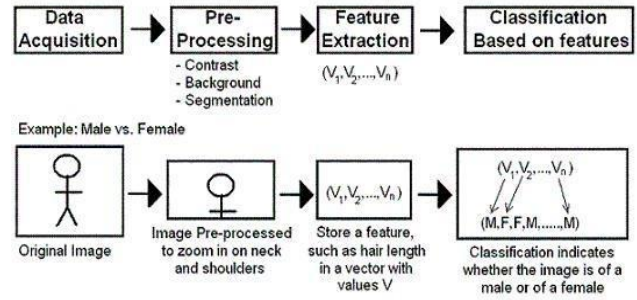 Data
Acquisition
Pre-
Processing
Feature
Extraction
Classification
Based on features
- Contrast
- Background
- Segmentation
(V1,V2,...,Vn)
Example: Male vs. Female
Original Image
Image Pre-processed
to zoom in on neck
and shoulders
(V1,V2,...,Vn)
Store a feature,
such as hair length
in a vector with
values V
(V1,V2,...,Vn)
(M,F,F,M,.....,M)
Classification indicates
whether the image is of a
male or of a female